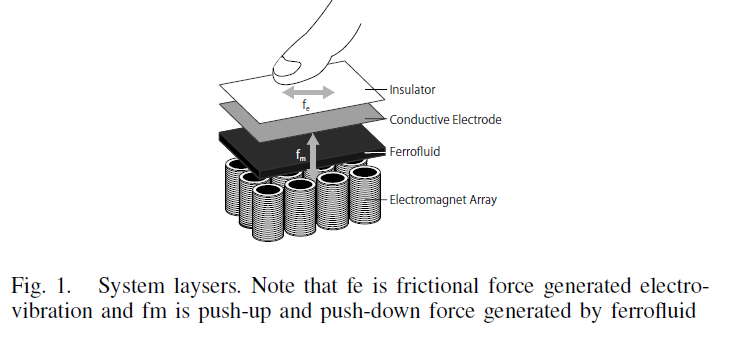 Insulator
fe
Conductive Electrode
fm
Ferrofluid
Electromagnet Array
Fig. 1. System laysers. Note that fe is frictional force generated electro-
vibration and fm is push-up and push-down force generated by ferrofluid